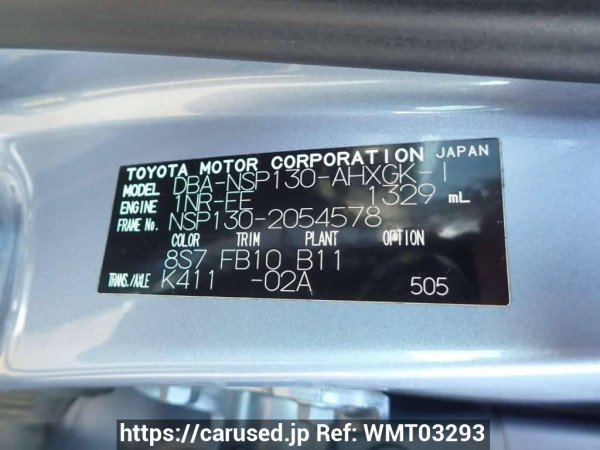 TOYOTA MOTOR CORPORATION JAPAN
MODEL DBA-NSP130-AHXGK-I
ENGINE 1NR-FE 1329 mL
FRAME No. NSP130-2054578
COLOR TRIM PLANT OPTION
8S7 FB10 B11
TRANS./AXLE K411 -02A 505
https://carused.jp Ref: WMT03293